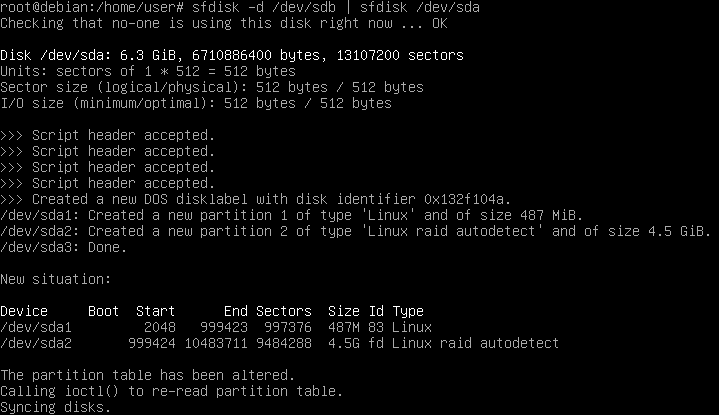 root@debian:/home/user# sfdisk -d /dev/sdb | sfdisk /dev/sda
Checking that no-one is using this disk right now ... OK
Disk /dev/sda: 6.3 GiB, 6710886400 bytes, 13107200 sectors
Units: sectors of 1 * 512 = 512 bytes
Sector size (logical/physical): 512 bytes / 512 bytes
I/O size (minimum/optimal): 512 bytes / 512 bytes
>>> Script header accepted.
>>> Script header accepted.
>>> Script header accepted.
>>> Script header accepted.
>>> Created a new DOS disklabel with disk identifier 0x132f104a.
/dev/sda1: Created a new partition 1 of type 'Linux' and of size 487 MiB.
/dev/sda2: Created a new partition 2 of type 'Linux raid autodetect' and of size 4.5 GiB.
/dev/sda3: Done.
New situation:
Device     Boot  Start      End Sectors  Size Id Type
/dev/sda1         2048   999423  997376  487M 83 Linux
/dev/sda2       999424 10483711 9484288  4.5G fd Linux raid autodetect
The partition table has been altered.
Calling ioctl() to re-read partition table.
Syncing disks.